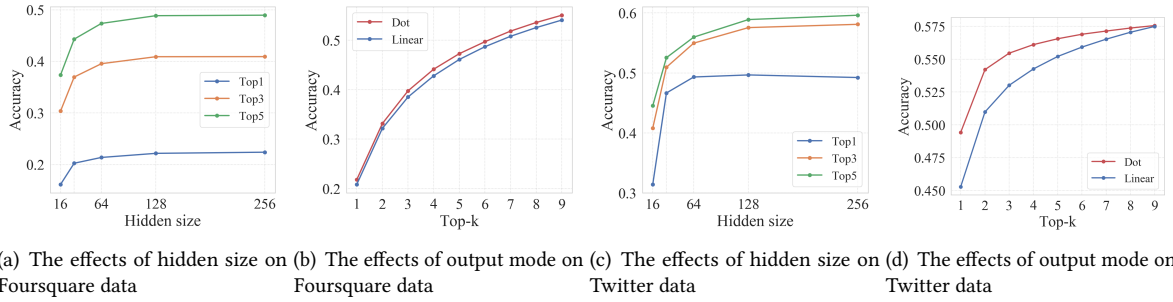 0.5
0.4
0.3
0.2
Accuracy
Top1
Top3
Top5
16 64 128 256
Hidden size
0.5
0.4
0.3
0.2
Accuracy
Dot
Linear
1 2 3 4 5 6 7 8 9
Top-k
0.6
0.5
0.4
0.3
Accuracy
Top1
Top3
Top5
16 64 128 256
Hidden size
0.575
0.550
0.525
0.500
0.475
0.450
Accuracy
Dot
Linear
1 2 3 4 5 6 7 8 9
Top-k
(a) The effects of hidden size on
Foursquare data
(b) The effects of output mode on
Foursquare data
(c) The effects of hidden size on
Twitter data
(d) The effects of output mode on
Twitter data